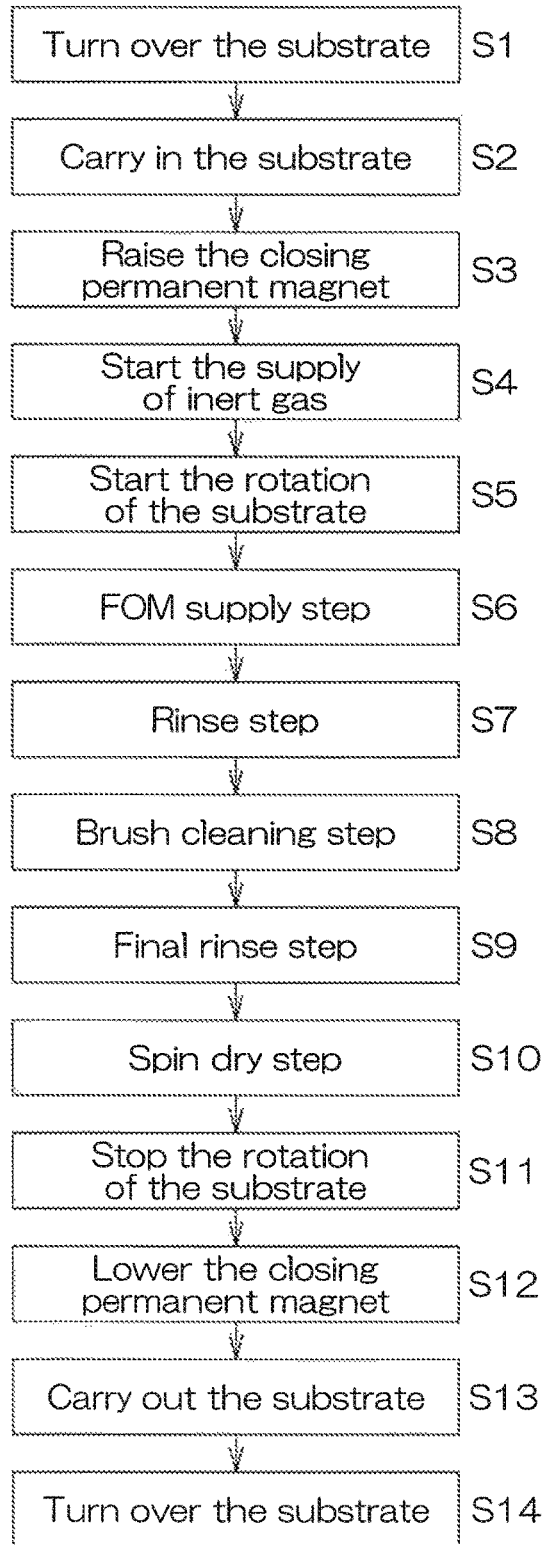 Turn over the substrate S1
Carry in the substrate S2
Raise the closing
permanent magnet S3
Start the supply
of inert gas S4
Start the rotation
of the substrate S5
FOM supply step S6
Rinse step S7
Brush cleaning step S8
Final rinse step S9
Spin dry step S10
Stop the rotation
of the substrate S11
Lower the closing
permanent magnet S12
Carry out the substrate S13
Turn over the substrate S14